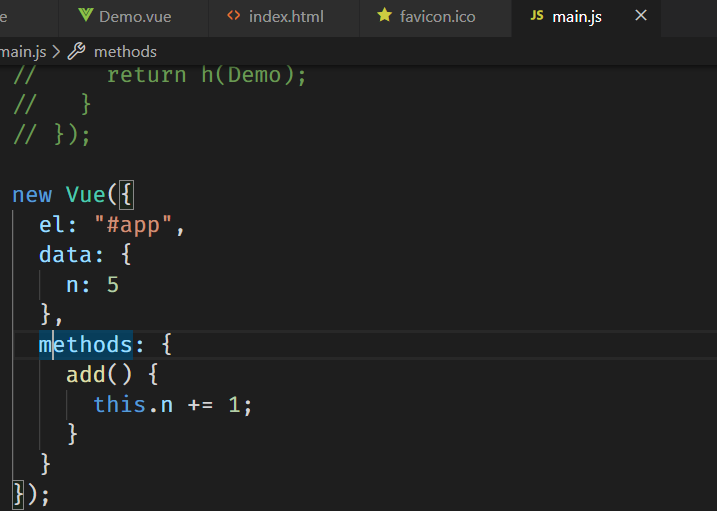 e Demo.vue index.html favicon.ico JS main.js ×
main.js > methods
//     return h(Demo);
//   }
// });
new Vue({
  el: "#app",
  data: {
    n: 5
  },
  methods: {
    add() {
      this.n += 1;
    }
  }
});